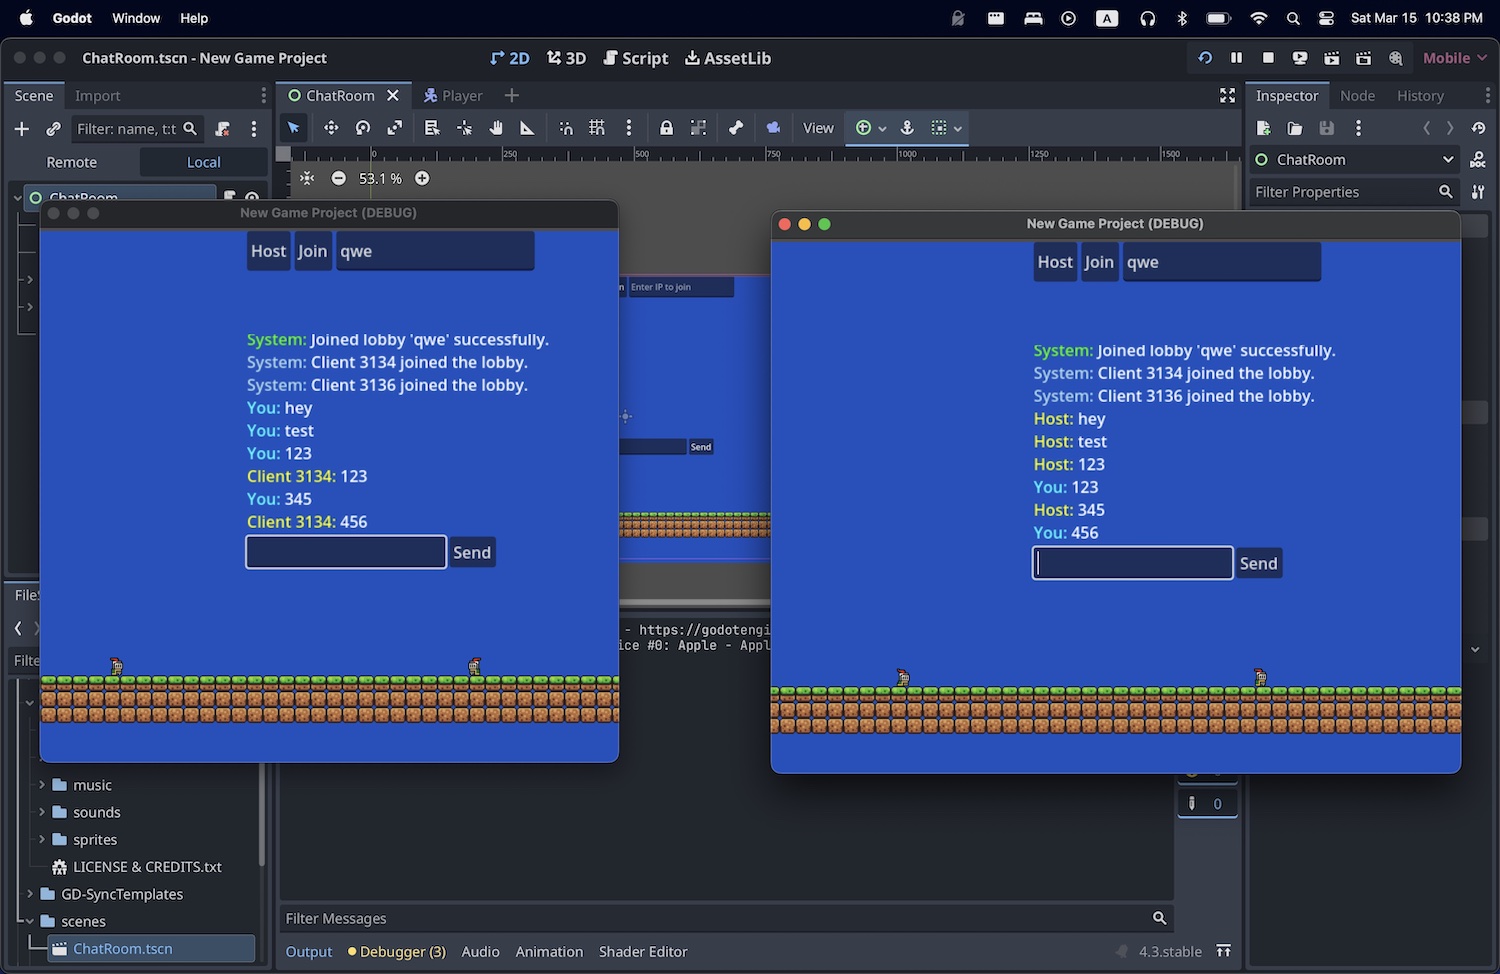 Godot Window Help
A
Sat Mar 15 10:38 PM
ChatRoom.tscn - New Game Project
2D 3D Script AssetLib
Mobile
Scene Import
ChatRoom Player
Inspector Node History
Filter: name, t:t
View
Remote Local
0 250 500 750 1000 1250 1500
ChatRoom
DOC
53.1 %
Filter Properties
ChatRoom
New Game Project (DEBUG)
Host Join qwe
System: Joined lobby 'qwe' successfully.
System: Client 3134 joined the lobby.
System: Client 3136 joined the lobby.
You: hey
You: test
You: 123
Client 3134: 123
You: 345
Client 3134: 456
Send
n Enter IP to join
Send
New Game Project (DEBUG)
Host Join qwe
System: Joined lobby 'qwe' successfully.
System: Client 3134 joined the lobby.
System: Client 3136 joined the lobby.
Host: hey
Host: test
Host: 123
You: 123
Host: 345
You: 456
Send
File
Filte
- https://godotengi
ice #0: Apple - Appl
music
sounds
sprites
LICENSE & CREDITS.txt
GD-SyncTemplates
scenes
ChatRoom.tscn
0
Filter Messages
Output Debugger (3) Audio Animation Shader Editor
4.3.stable